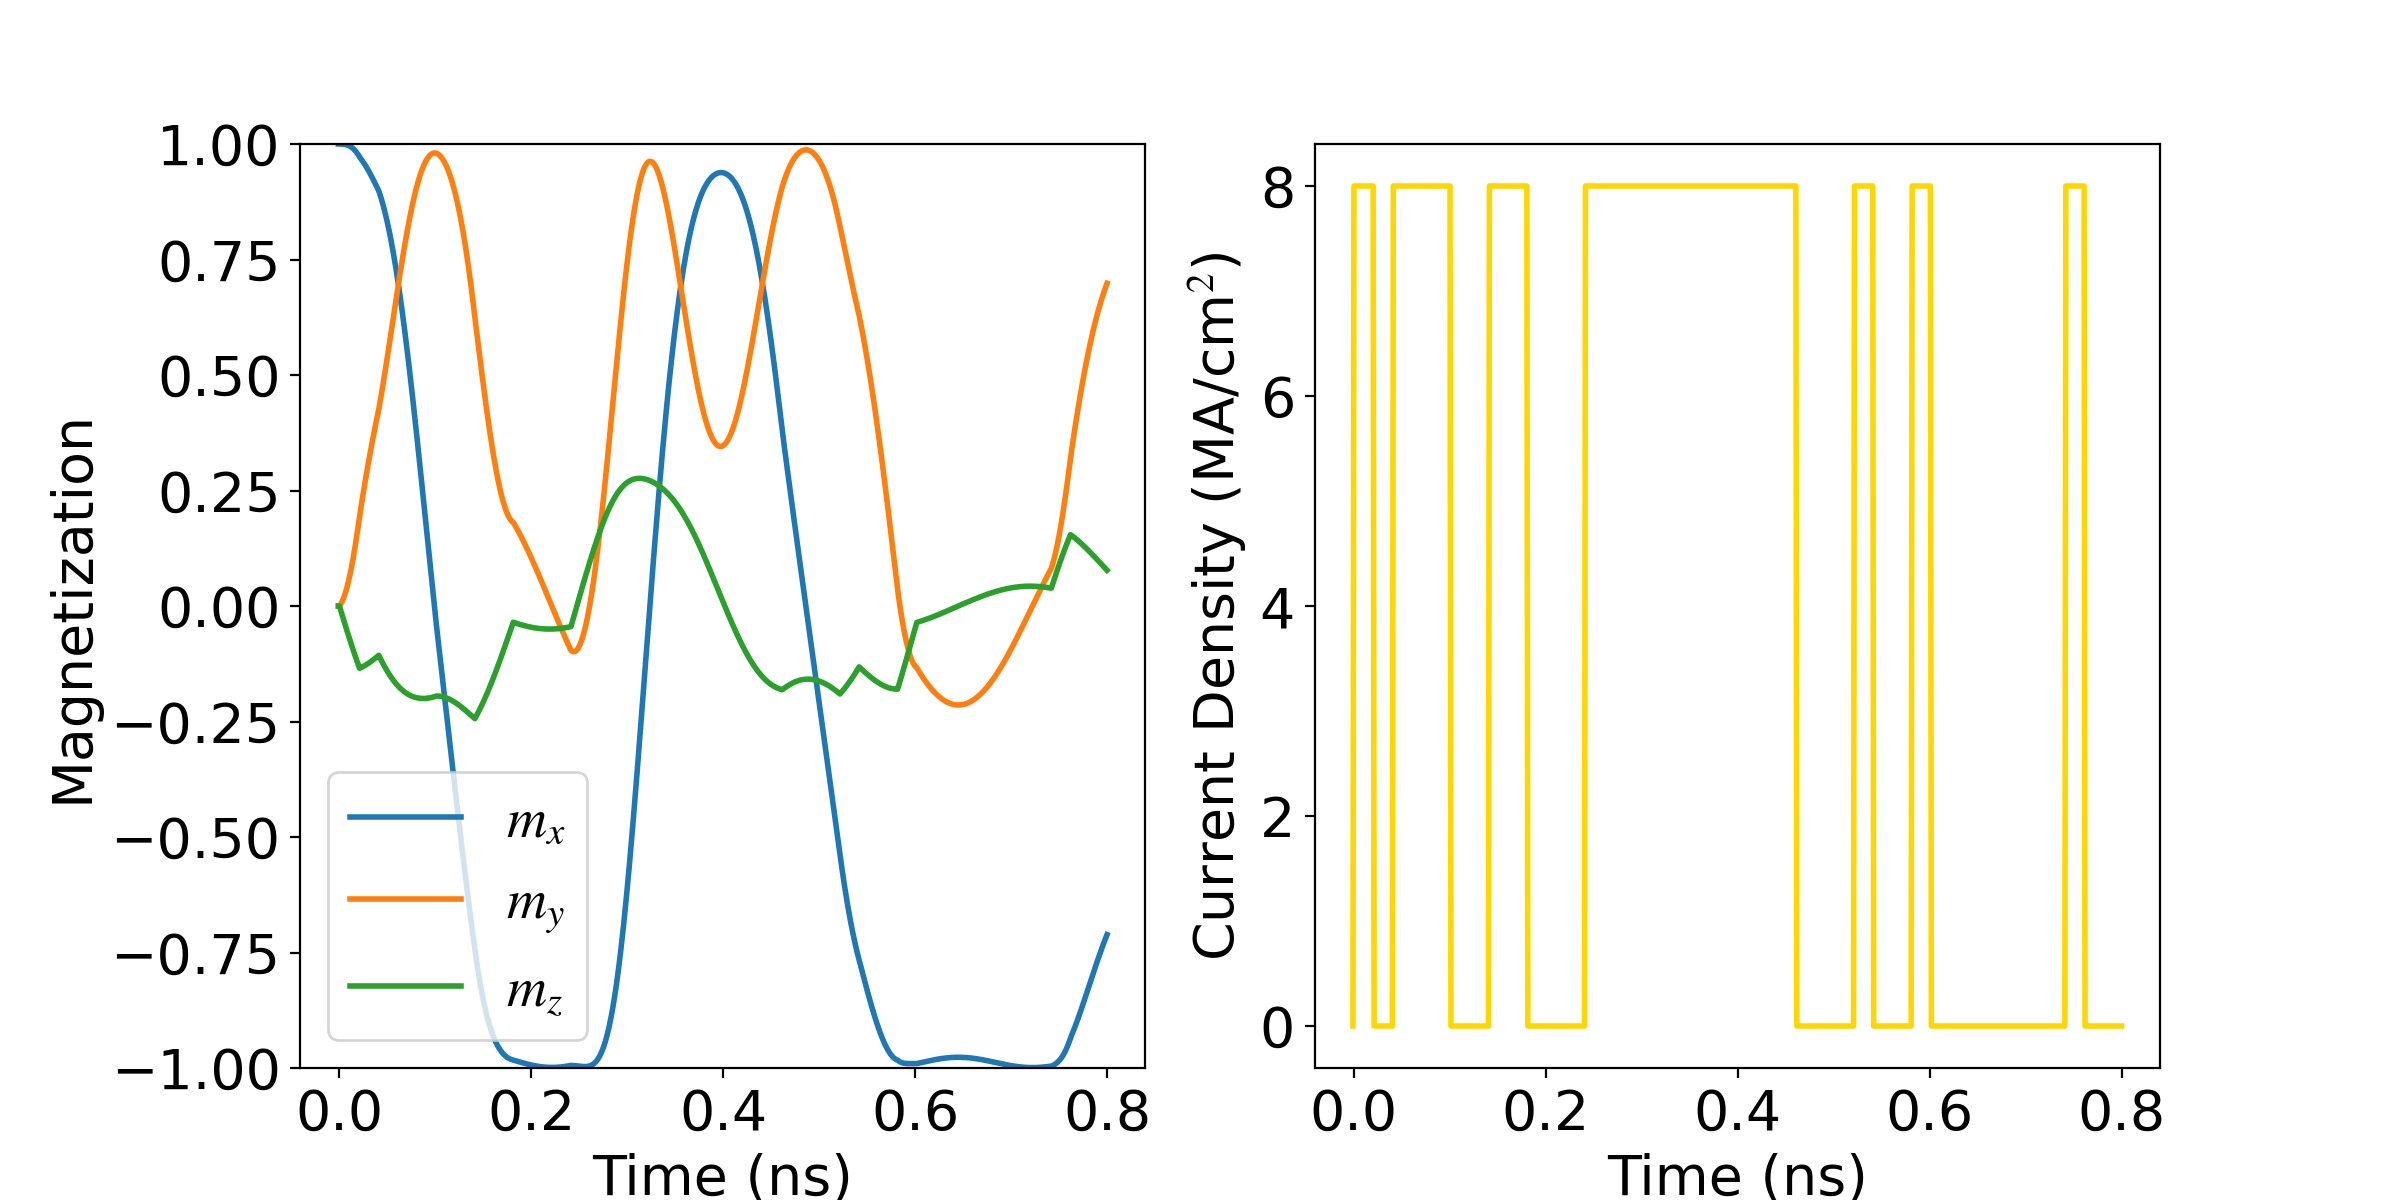 1.00
0.75
0.50
0.25
0.00
−0.25
−0.50
−0.75
−1.00
Magnetization
m_x
m_y
m_z
0.0 0.2 0.4 0.6 0.8
Time (ns)
8
6
4
2
0
Current Density (MA/cm²)
0.0 0.2 0.4 0.6 0.8
Time (ns)